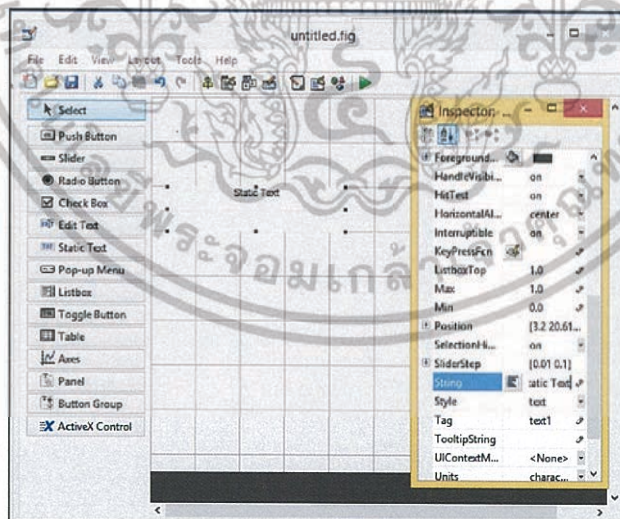 untitled.fig
File Edit View Layout Tools Help
Select
Push Button
Slider
Radio Button
Check Box
Edit Text
Static Text
Pop-up Menu
Listbox
Toggle Button
Table
Axes
Panel
Button Group
ActiveX Control
Static Text
Inspector
Foreground...
HandleVisibi... on
HitTest on
HorizontalAl... center
Interruptible on
KeyPressFcn
ListboxTop 1.0
Max 1.0
Min 0.0
Position [3.2 20.61...
SelectionHi... on
SliderStep [0.01 0.1]
String :atic Text
Style text
Tag text1
TooltipString
UIContextM... <None>
Units charac...